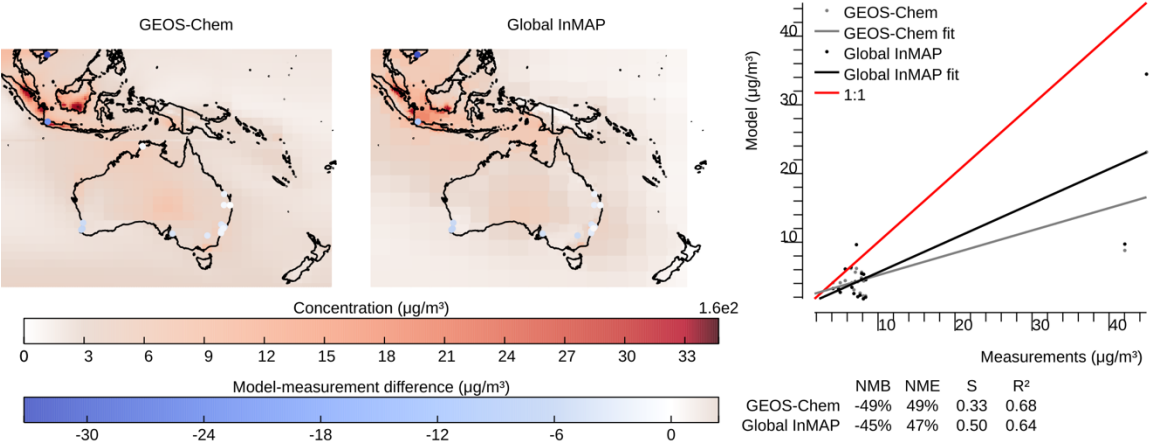 GEOS-Chem
Global InMAP
Concentration (µg/m³)
1.6e2
0 3 6 9 12 15 18 21 24 27 30 33
Model-measurement difference (µg/m³)
-30 -24 -18 -12 -6 0
Model (µg/m³)
40
30
20
10
GEOS-Chem
GEOS-Chem fit
Global InMAP
Global InMAP fit
1:1
10 20 30 40
Measurements (µg/m³)
NMB NME S R²
GEOS-Chem -49% 49% 0.33 0.68
Global InMAP -45% 47% 0.50 0.64